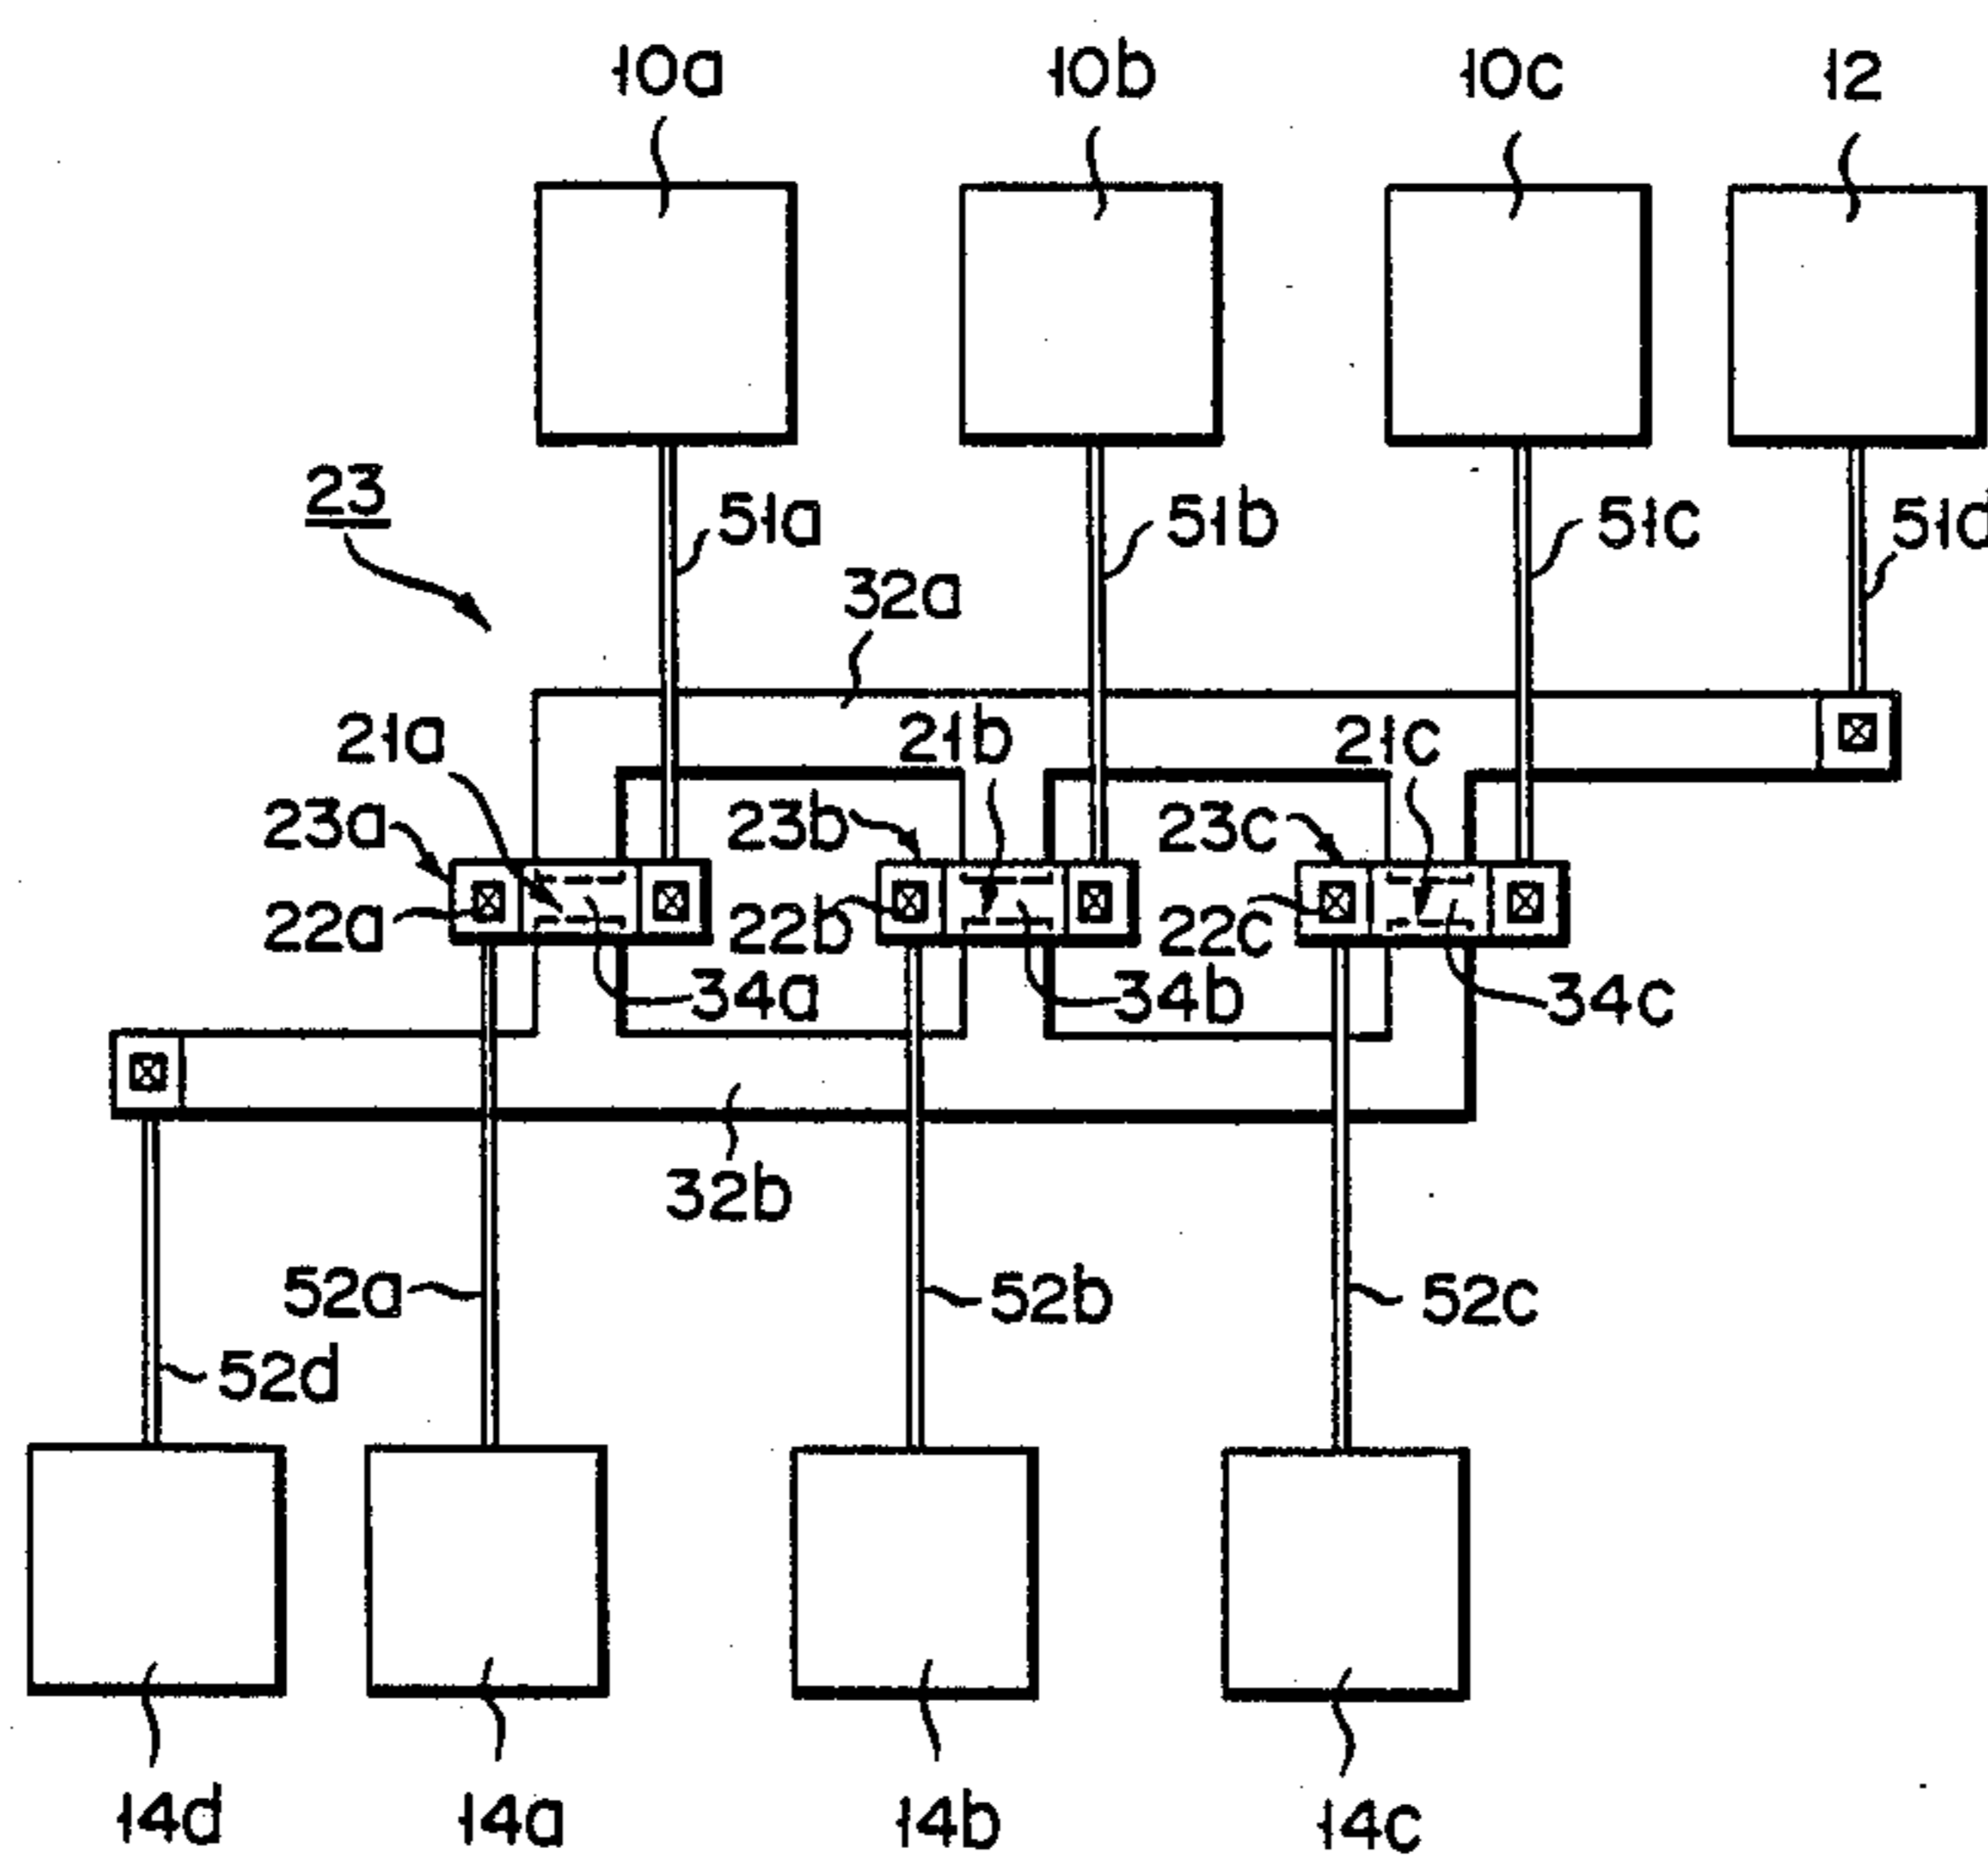 10a 10b 10c 12
23 51a 51b 51c 51d
32a
21a 21b 21c
23a 23b 23c
22a 22b 22c
34a 34b 34c
32b
52a 52b 52c
52d
14d 14a 14b 14c